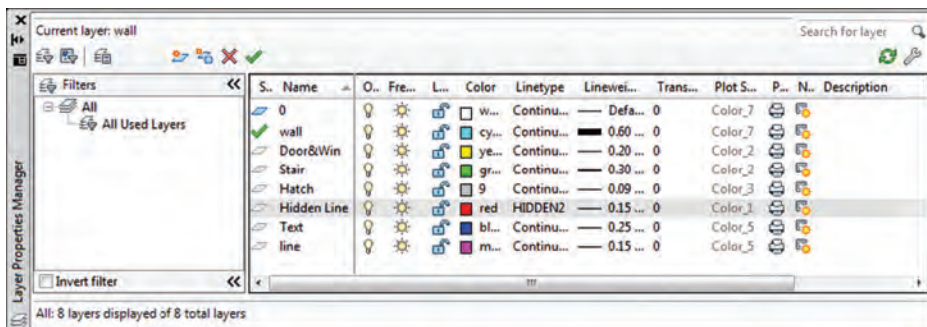 Current layer: wall
Search for layer
Filters
All
All Used Layers
Invert filter
S.. Name O.. Fre... L... Color Linetype Linewei... Trans... Plot S... P... N.. Description
0 w... Continu... Defa... 0 Color_7
wall cy... Continu... 0.60 ... 0 Color_7
Door&Win ye... Continu... 0.20 ... 0 Color_2
Stair gr... Continu... 0.30 ... 0 Color_2
Hatch 9 Continu... 0.09 ... 0 Color_3
Hidden Line red HIDDEN2 0.15 ... 0 Color_1
Text bl... Continu... 0.25 ... 0 Color_5
line m... Continu... 0.15 ... 0 Color_5
All: 8 layers displayed of 8 total layers
Layer Properties Manager